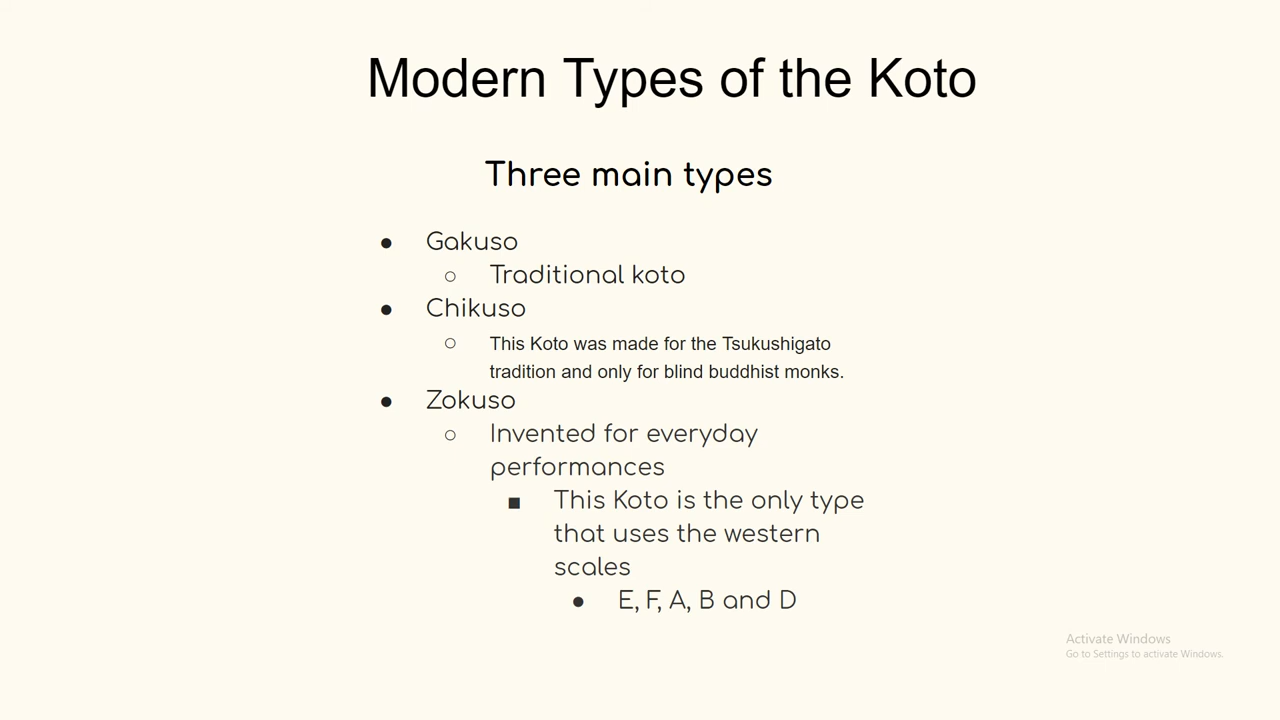 Modern Types of the Koto
Three main types
● Gakuso
○ Traditional koto
● Chikuso
○ This Koto was made for the Tsukushigato
tradition and only for blind buddhist monks.
● Zokuso
○ Invented for everyday
performances
■ This Koto is the only type
that uses the western
scales
● E, F, A, B and D
Activate Windows
Go to Settings to activate Windows.